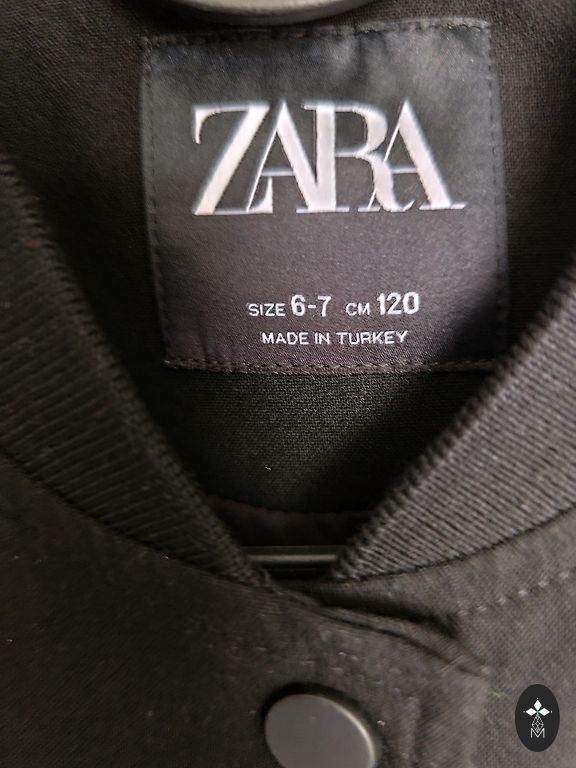 ZARA
SIZE 6-7 CM 120
MADE IN TURKEY
M